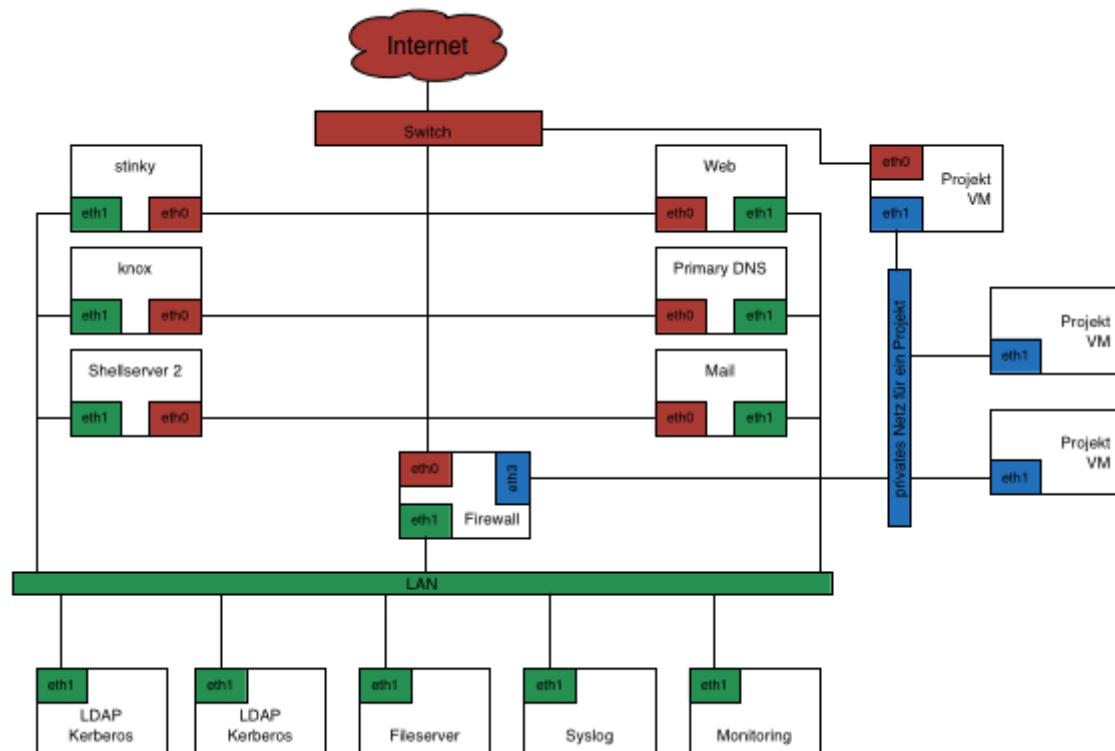 Internet
Switch
stinky
eth1
eth0
Web
eth0
eth1
eth0
Projekt
VM
eth1
knox
eth1
eth0
Primary DNS
eth0
eth1
privates Netz für ein Projekt
Projekt
VM
eth1
Shellserver 2
eth1
eth0
Mail
eth0
eth1
Projekt
VM
eth1
eth0
eth3
eth1
Firewall
LAN
eth1
LDAP
Kerberos
eth1
LDAP
Kerberos
eth1
Fileserver
eth1
Syslog
eth1
Monitoring